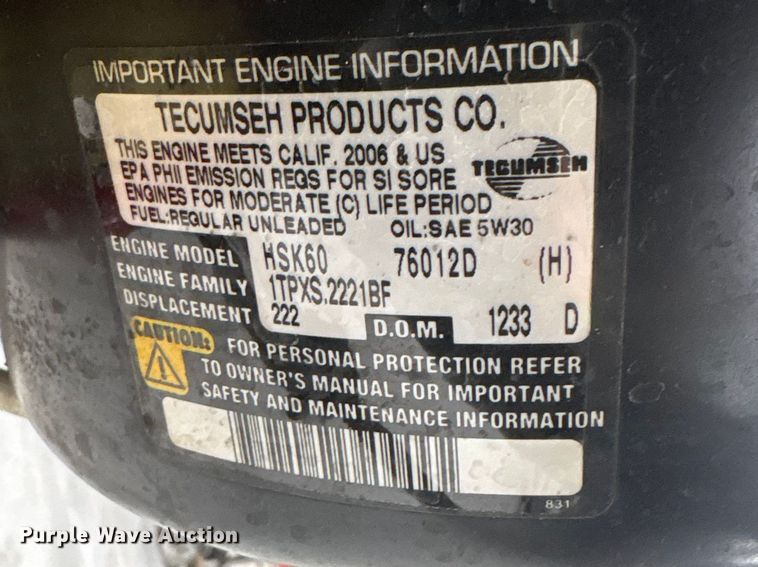 IMPORTANT ENGINE INFORMATION
TECUMSEH PRODUCTS CO.
THIS ENGINE MEETS CALIF. 2006 & US
EPA PHII EMISSION REGS FOR SI SORE
ENGINES FOR MODERATE (C) LIFE PERIOD
FUEL:REGULAR UNLEADED OIL:SAE 5W30
TECUMSEH
ENGINE MODEL HSK60 76012D (H)
ENGINE FAMILY 1TPXS.2221BF
DISPLACEMENT 222 D.O.M. 1233 D
CAUTION:
FOR PERSONAL PROTECTION REFER
TO OWNER'S MANUAL FOR IMPORTANT
SAFETY AND MAINTENANCE INFORMATION
831
Purple Wave Auction